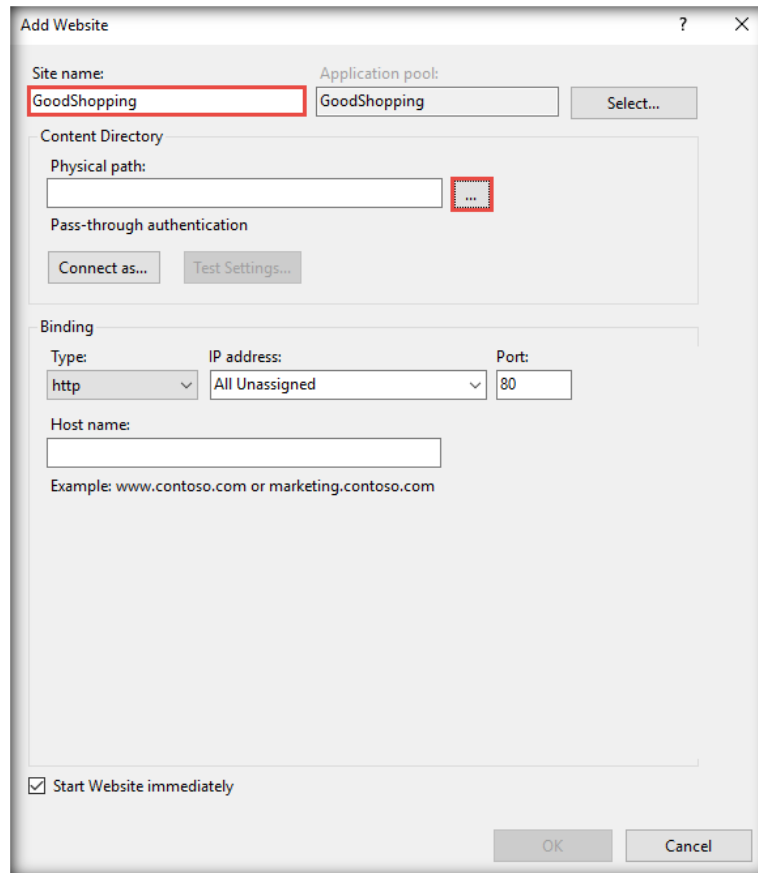 Add Website ? ×
Site name: Application pool:
GoodShopping GoodShopping Select...
Content Directory
Physical path:
...
Pass-through authentication
Connect as... Test Settings...
Binding
Type: IP address: Port:
http All Unassigned 80
Host name:
Example: www.contoso.com or marketing.contoso.com
Start Website immediately
OK Cancel